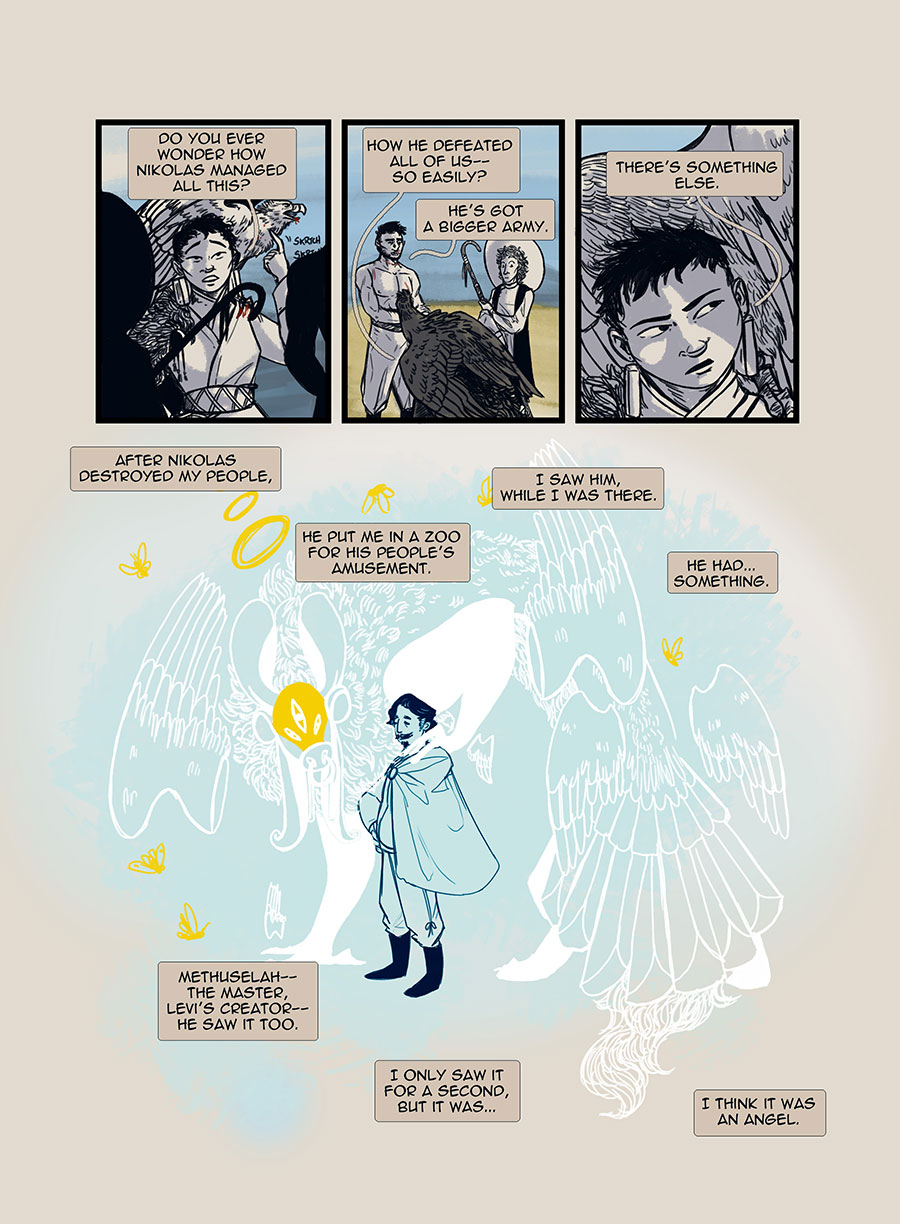 DO YOU EVER
WONDER HOW
NIKOLAS MANAGED
ALL THIS?
SKRTCH
HOW HE DEFEATED
ALL OF US--
SO EASILY?
HE'S GOT
A BIGGER ARMY.
THERE'S SOMETHING
ELSE.
AFTER NIKOLAS
DESTROYED MY PEOPLE,
HE PUT ME IN A ZOO
FOR HIS PEOPLE'S
AMUSEMENT.
I SAW HIM,
WHILE I WAS THERE.
HE HAD...
SOMETHING.
METHUSELAH--
THE MASTER,
LEVI'S CREATOR--
HE SAW IT TOO.
I ONLY SAW IT
FOR A SECOND,
BUT IT WAS...
I THINK IT WAS
AN ANGEL.